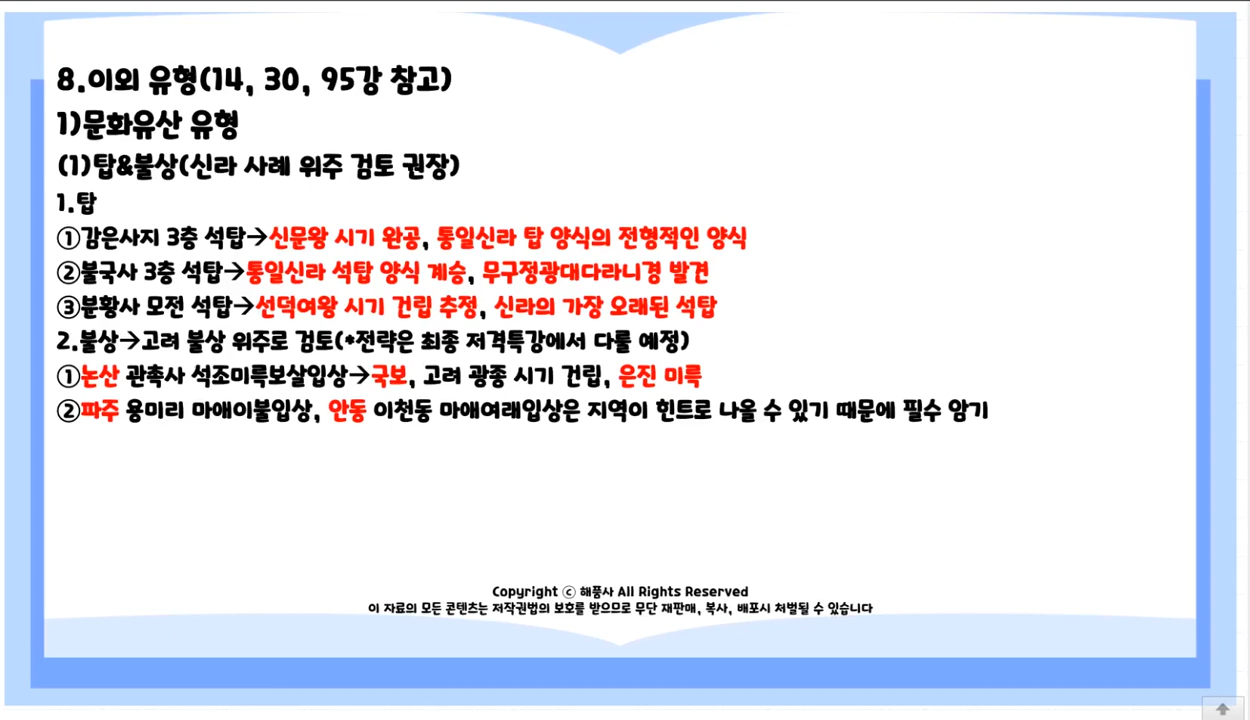 8.이외 유형(14, 30, 95강 참고)
1)문화유산 유형
(1)탑&불상(신라 사례 위주 검토 권장)
1.탑
①감은사지 3층 석탑→신문왕 시기 완공, 통일신라 탑 양식의 전형적인 양식
②불국사 3층 석탑→통일신라 석탑 양식 계승, 무구정광대다라니경 발견
③분황사 모전 석탑→선덕여왕 시기 건립 추정, 신라의 가장 오래된 석탑
2.불상→고려 불상 위주로 검토(*전략은 최종 저격특강에서 다룰 예정)
①논산 관촉사 석조미륵보살입상→국보, 고려 광종 시기 건립, 은진 미륵
②파주 용미리 마애이불입상, 안동 이천동 마애여래입상은 지역이 힌트로 나올 수 있기 때문에 필수 암기
Copyright ⓒ 해품사 All Rights Reserved
이 자료의 모든 콘텐츠는 저작권법의 보호를 받으므로 무단 재판매, 복사, 배포시 처벌될 수 있습니다